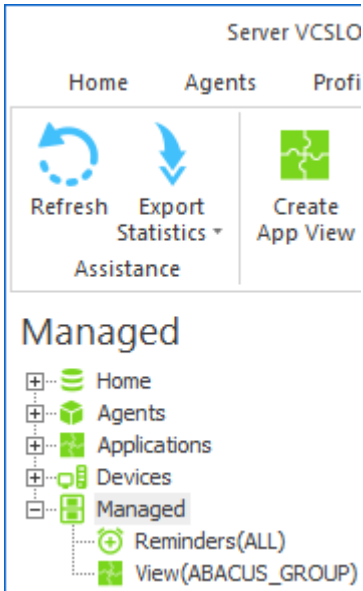 Server VCSLO
Home Agents Profi
Refresh Export Statistics Create App View
Assistance
Managed
Home
Agents
Applications
Devices
Managed
Reminders(ALL)
View(ABACUS_GROUP)